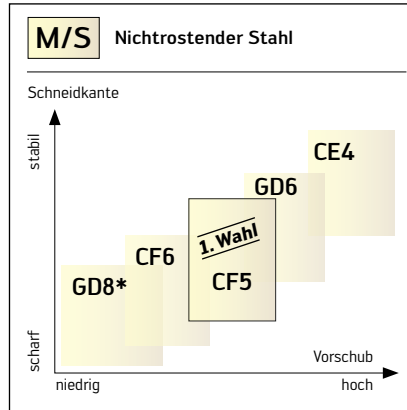 M/S Nichtrostender Stahl
Schneidkante
stabil
CE4
GD6
1. Wahl
CF6
CF5
GD8*
scharf
Vorschub
niedrig hoch